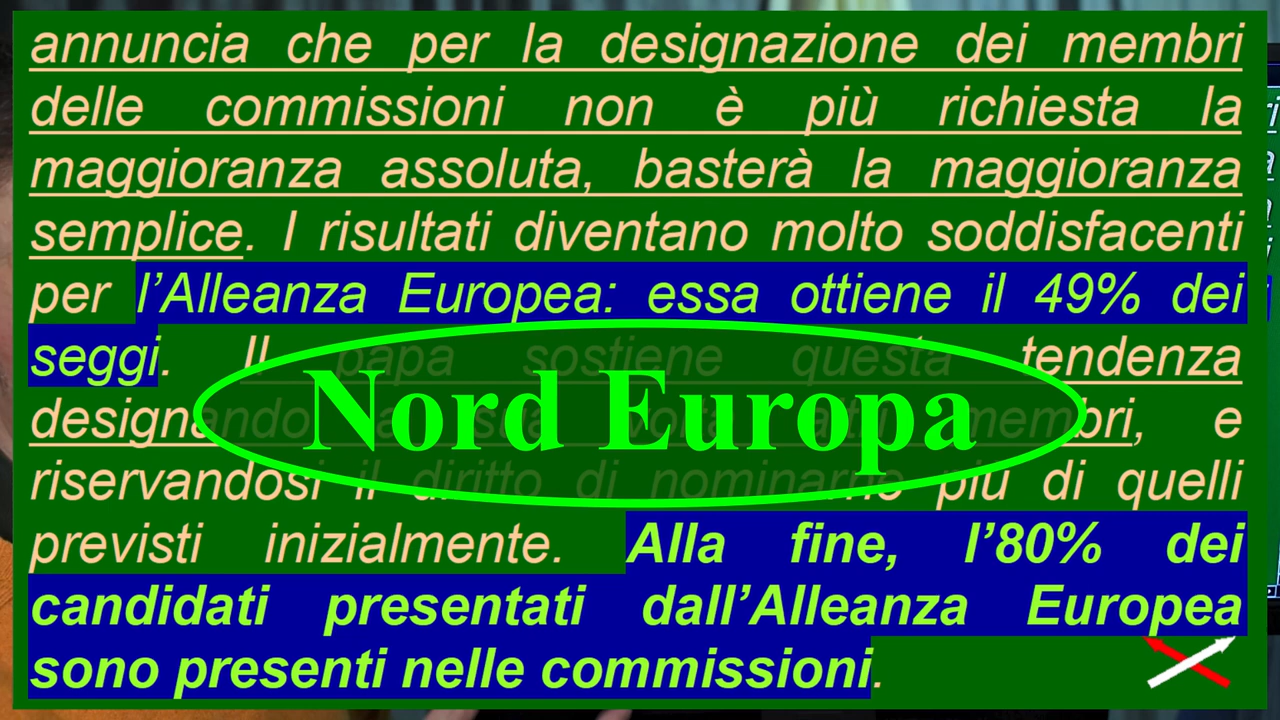 annuncia che per la designazione dei membri
delle commissioni non è più richiesta la
maggioranza assoluta, basterà la maggioranza
semplice. I risultati diventano molto soddisfacenti
per l’Alleanza Europea: essa ottiene il 49% dei
seggi. Il papa sostiene questa tendenza
designando a sua volta altri membri, e
Nord Europa
riservandosi il diritto di nominarne più di quelli
previsti inizialmente. Alla fine, l’80% dei
candidati presentati dall’Alleanza Europea
sono presenti nelle commissioni.